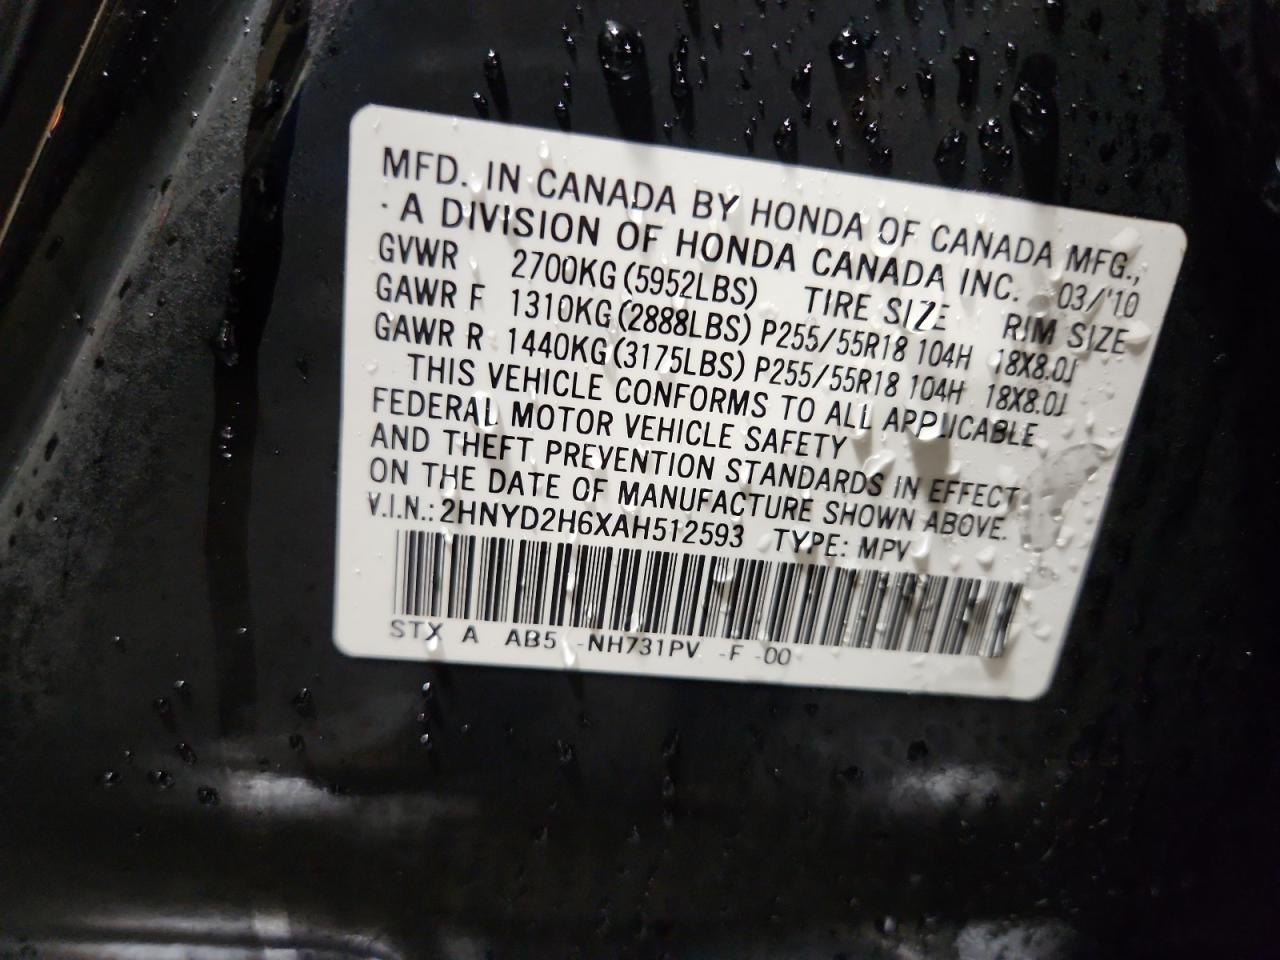 MFD. IN CANADA BY HONDA OF CANADA MFG.,
A DIVISION OF HONDA CANADA INC. 03/'10
GVWR 2700KG (5952LBS) TIRE SIZE RIM SIZE
GAWR F 1310KG (2888LBS) P255/55R18 104H 18X8.0J
GAWR R 1440KG (3175LBS) P255/55R18 104H 18X8.0J
THIS VEHICLE CONFORMS TO ALL APPLICABLE
FEDERAL MOTOR VEHICLE SAFETY
AND THEFT PREVENTION STANDARDS IN EFFECT
ON THE DATE OF MANUFACTURE SHOWN ABOVE.
V.I.N.: 2HNYD2H6XAH512593 TYPE: MPV
STX A AB5 -NH731PV -F -00